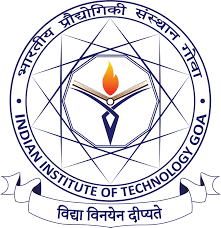 भारतीय प्रौद्योगिकी संस्थान गोवा
INDIAN INSTITUTE OF TECHNOLOGY GOA
विद्या विनयेन दीप्यते